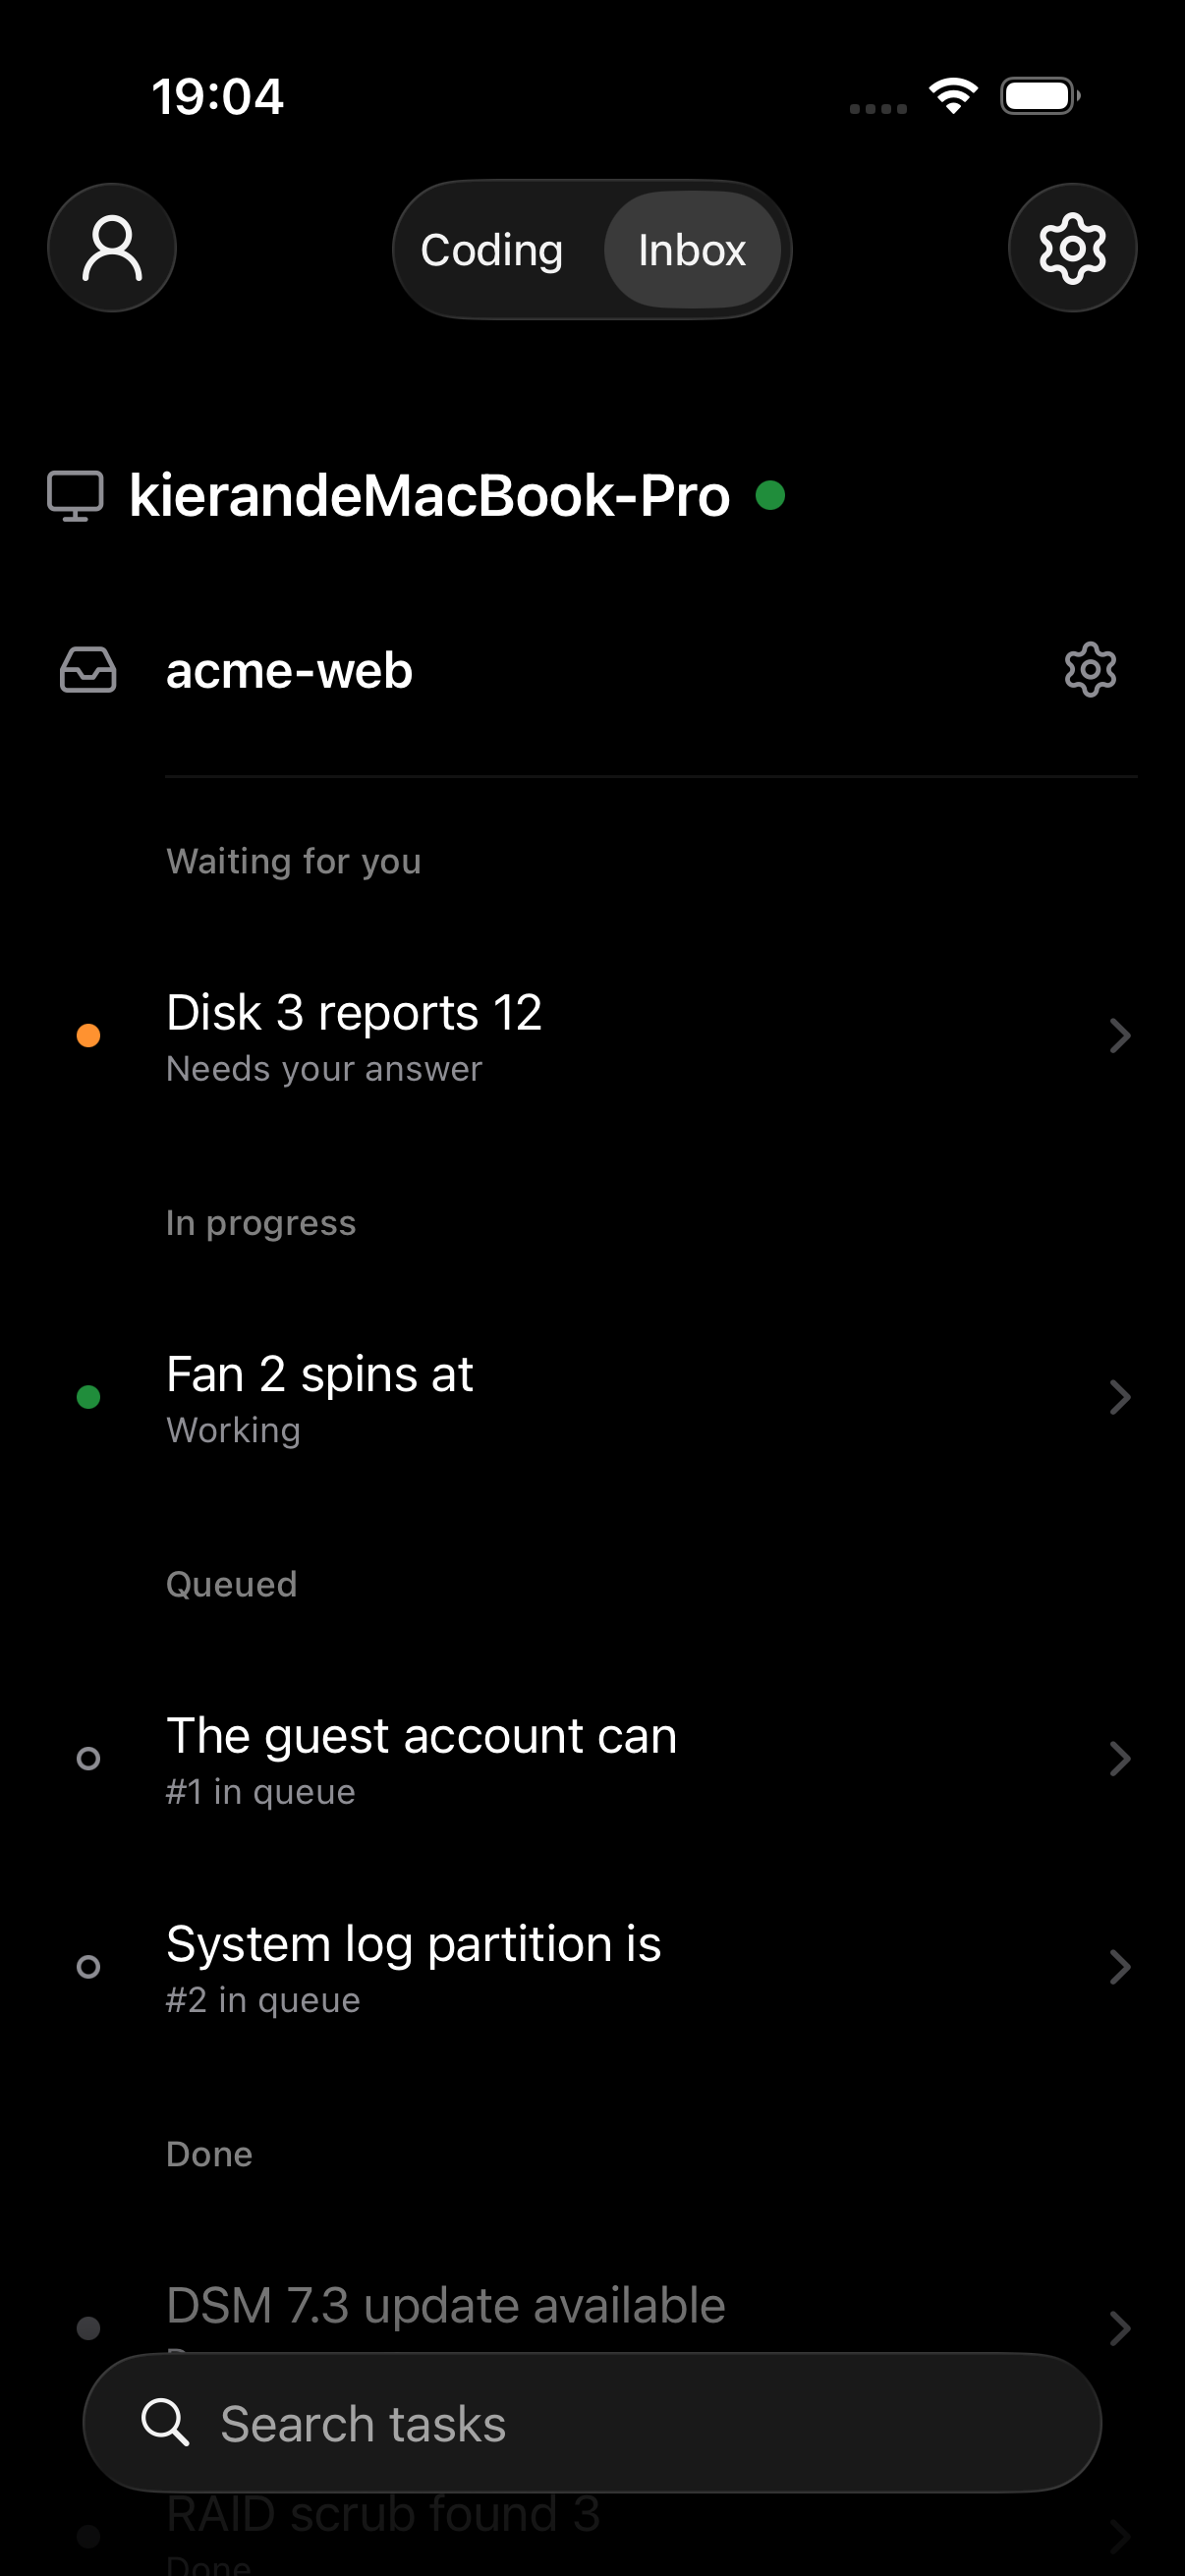 19:04
Coding
Inbox
kierandeMacBook-Pro
acme-web
Waiting for you
Disk 3 reports 12
Needs your answer
In progress
Fan 2 spins at
Working
Queued
The guest account can
#1 in queue
System log partition is
#2 in queue
Done
DSM 7.3 update available
Search tasks
RAID scrub found 3
Done